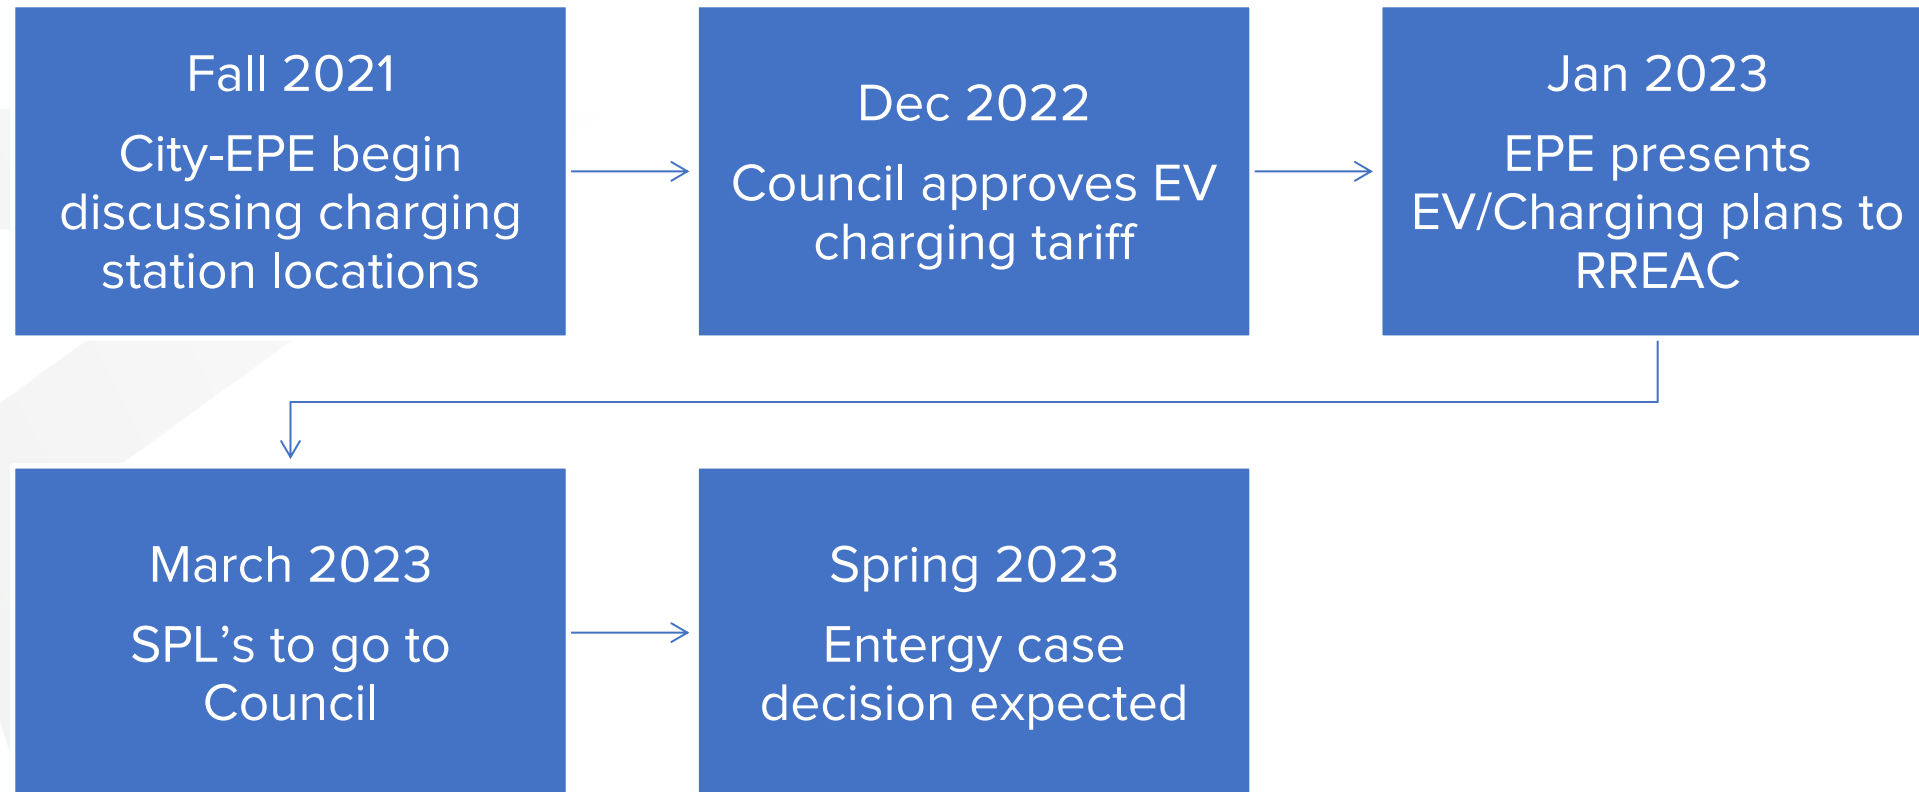 Fall 2021
City-EPE begin
discussing charging
station locations
Dec 2022
Council approves EV
charging tariff
Jan 2023
EPE presents
EV/Charging plans to
RREAC
March 2023
SPL’s to go to
Council
Spring 2023
Entergy case
decision expected